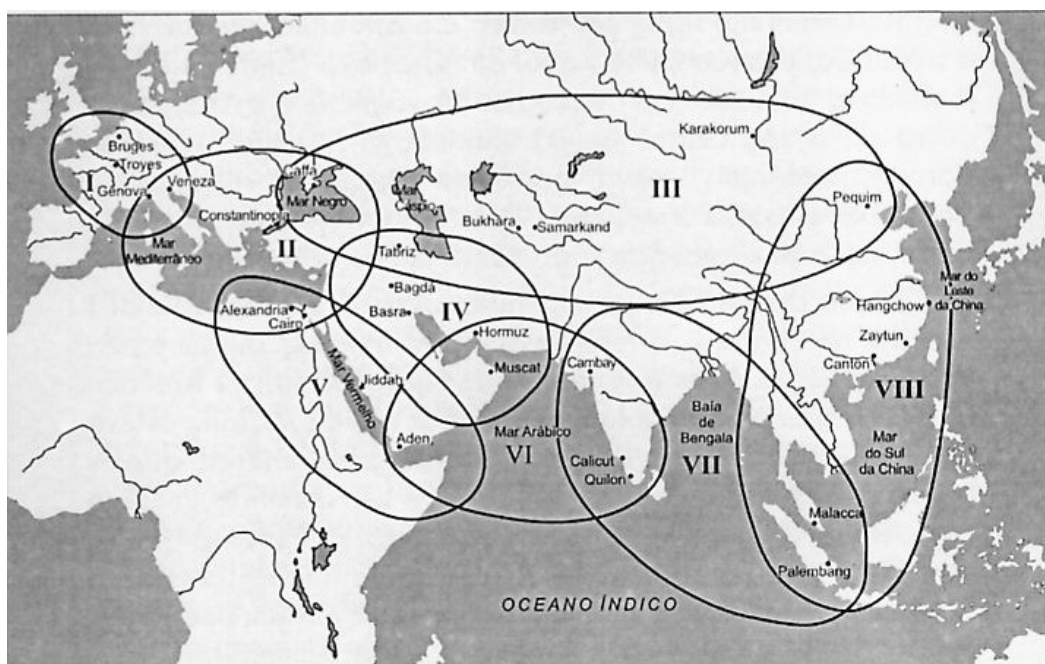 Karakorum
Bruges
Troyes
I
Génova
Veneza
Caffa
Mar Negro
Constantinopla
Mar
Cáspio
III
Pequim
Bukhara
Samarkand
Mar
Mediterrâneo
II
Tabriz
Bagdá
Alexandria
Cairo
Basra
IV
Hormuz
Mar do
Leste
da China
Hangchow
Zaytun
Canton
VIII
Mar Vermelho
V
Jiddah
Muscat
Cambay
Baía
de
Bengala
VII
Mar Arábico
VI
Aden
Calicut
Quilon
Mar
do Sul
da China
Malacca
Palembang
OCEANO ÍNDICO